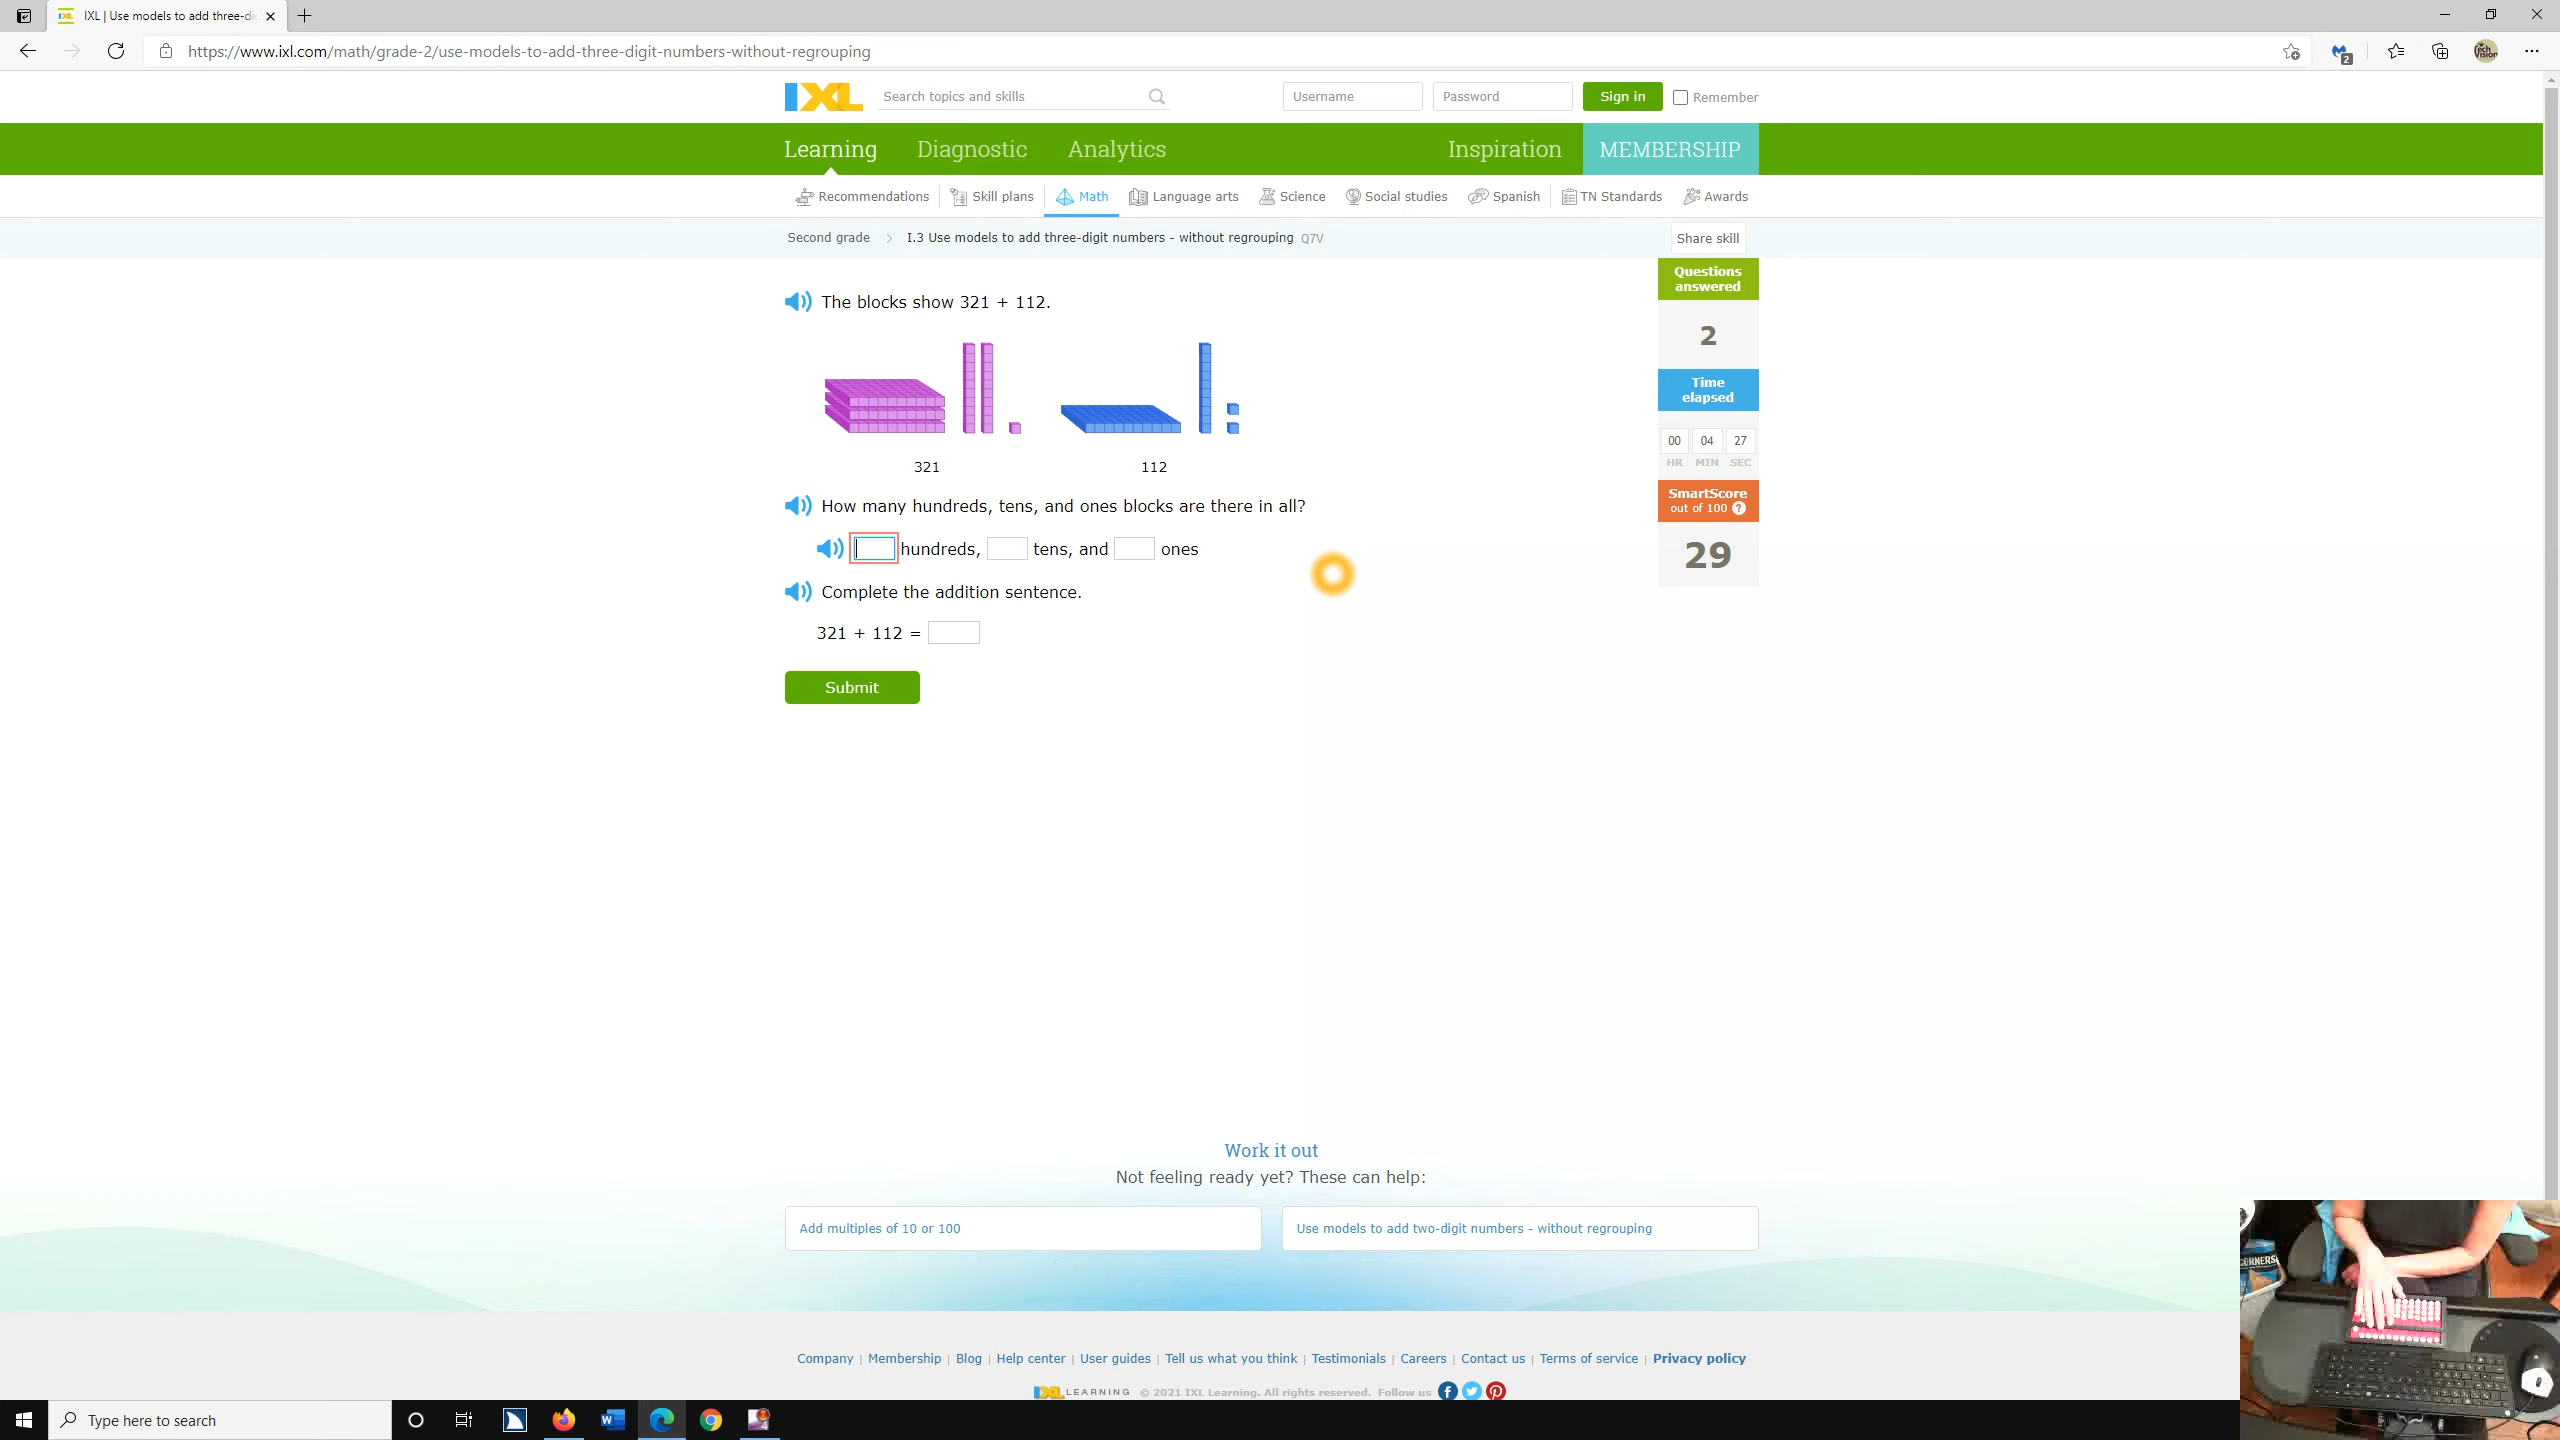 IXL | Use models to add three-di
https://www.ixl.com/math/grade-2/use-models-to-add-three-digit-numbers-without-regrouping
2
Tech Vision
IXL
Search topics and skills
Username
Password
Sign in
Remember
Learning
Diagnostic
Analytics
Inspiration
MEMBERSHIP
Recommendations
Skill plans
Math
Language arts
Science
Social studies
Spanish
TN Standards
Awards
Second grade > I.3 Use models to add three-digit numbers - without regrouping Q7V
Share skill
The blocks show 321 + 112.
321
112
How many hundreds, tens, and ones blocks are there in all?
hundreds, tens, and ones
Complete the addition sentence.
321 + 112 =
Submit
Questions
answered
2
Time
elapsed
00 04 27
HR MIN SEC
SmartScore
out of 100 ?
29
Work it out
Not feeling ready yet? These can help:
Add multiples of 10 or 100
Use models to add two-digit numbers - without regrouping
Company | Membership | Blog | Help center | User guides | Tell us what you think | Testimonials | Careers | Contact us | Terms of service | Privacy policy
IXL LEARNING © 2021 IXL Learning. All rights reserved. Follow us
Type here to search